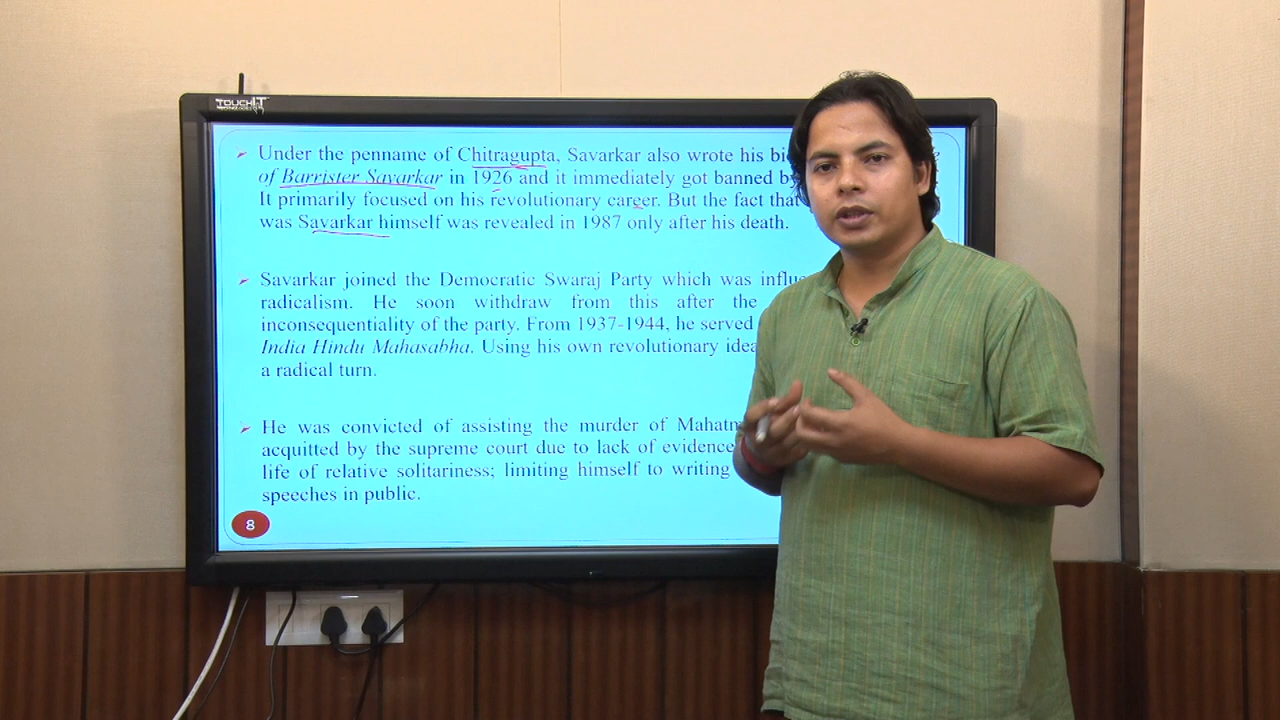 TOUCHIT
Under the penname of Chitragupta, Savarkar also wrote his
of Barrister Savarkar in 1926 and it immediately got banned
It primarily focused on his revolutionary career. But the fact that
was Savarkar himself was revealed in 1987 only after his death.
Savarkar joined the Democratic Swaraj Party which was
radicalism. He soon withdraw from this after the
inconsequentiality of the party. From 1937-1944, he served
India Hindu Mahasabha. Using his own revolutionary
a radical turn.
He was convicted of assisting the murder of
acquitted by the supreme court due to lack of evidence
life of relative solitariness; limiting himself to writing
speeches in public.
8